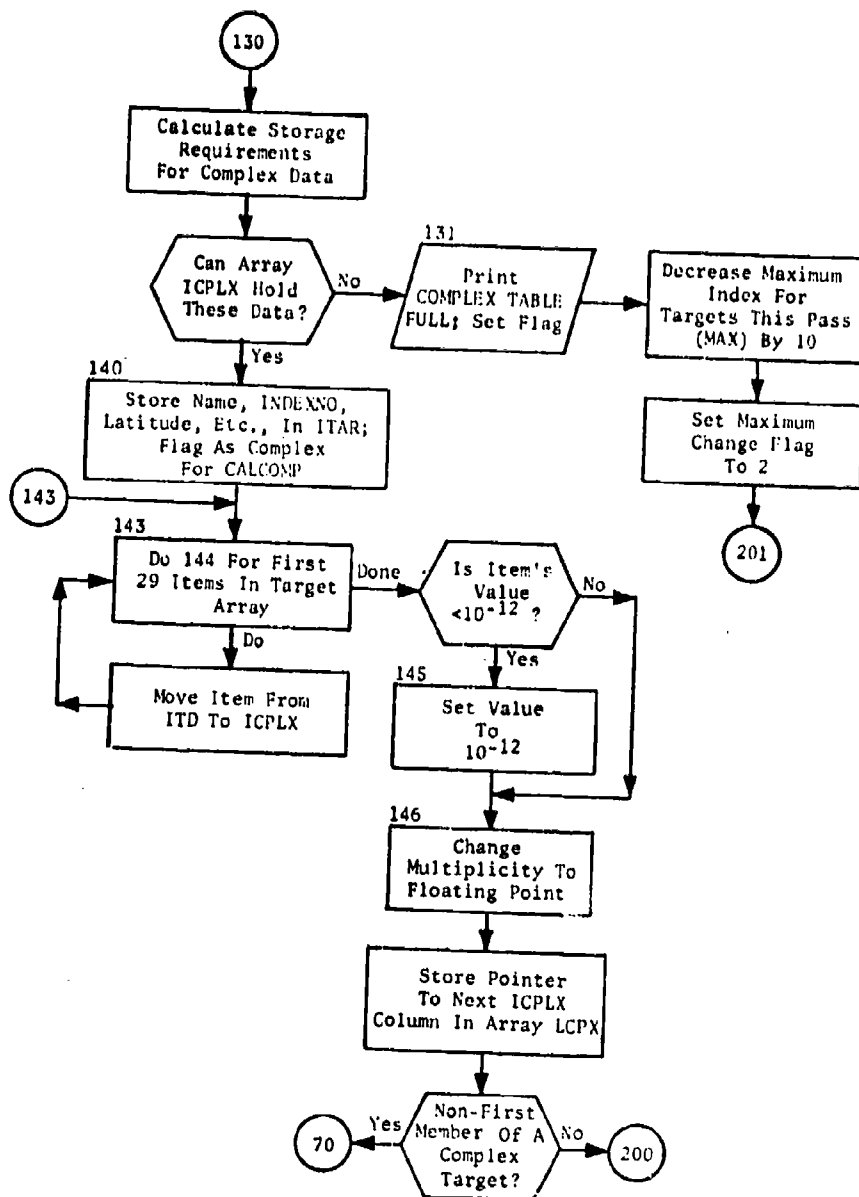 130
Calculate Storage
Requirements
For Complex Data
Can Array
ICPLX Hold
These Data?
No
Yes
131
Print
COMPLEX TABLE
FULL; Set Flag
Decrease Maximum
Index For
Targets This Pass
(MAX) By 10
Set Maximum
Change Flag
To 2
201
140
Store Name, INDEXNO,
Latitude, Etc., In ITAR;
Flag As Complex
For CALCOMP
143
143
Do 144 For First
29 Items In Target
Array
Done
Do
Move Item From
ITD To ICPLX
Is Item's
Value
<10-12 ?
No
Yes
145
Set Value
To
10-12
146
Change
Multiplicity To
Floating Point
Store Pointer
To Next ICPLX
Column In Array LCPX
Non-First
Member Of A
Complex
Target?
Yes
No
70
200